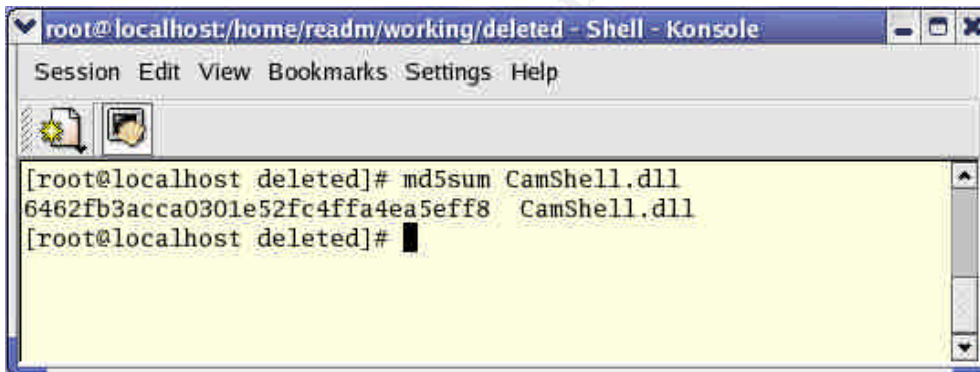 root@localhost:/home/readm/working/deleted - Shell - Konsole
Session Edit View Bookmarks Settings Help
[root@localhost deleted]# md5sum CamShell.dll
6462fb3acca0301e52fc4ffa4ea5eff8 CamShell.dll
[root@localhost deleted]#